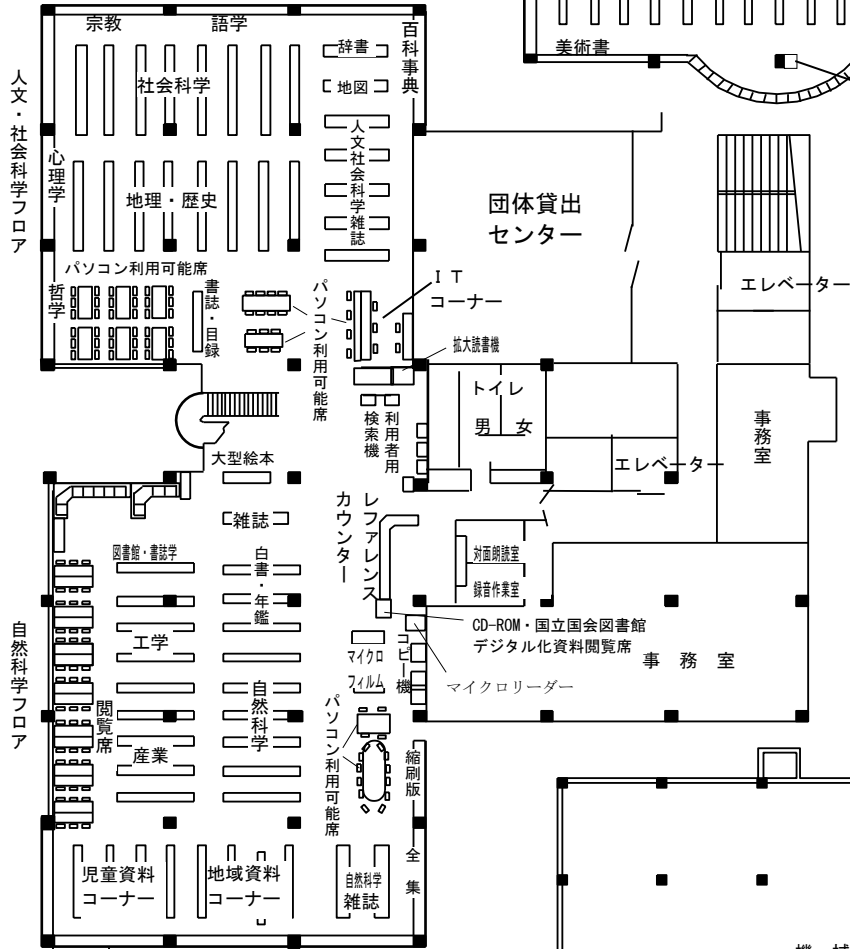 宗教
語学
百科事典
辞書
社会科学
地図
人文・社会科学フロア
心理学
地理・歴史
人文社会科学雑誌
パソコン利用可能席
哲学
書誌・目録
パソコン利用可能席
ＩＴ
コーナー
拡大読書機
利用者用
検索機
トイレ
男
女
団体貸出
センター
美術書
エレベーター
事務室
エレベーター
大型絵本
雑誌
レファレンス
カウンター
図書館・書誌学
白書・年鑑
対面朗読室
録音作業室
自然科学フロア
工学
CD-ROM・国立国会図書館
デジタル化資料閲覧席
マイクロ
フィルム
コピー機
マイクロリーダー
事務室
自然科学
閲覧席
産業
パソコン利用可能席
縮刷版
全集
児童資料
コーナー
地域資料
コーナー
自然科学
雑誌